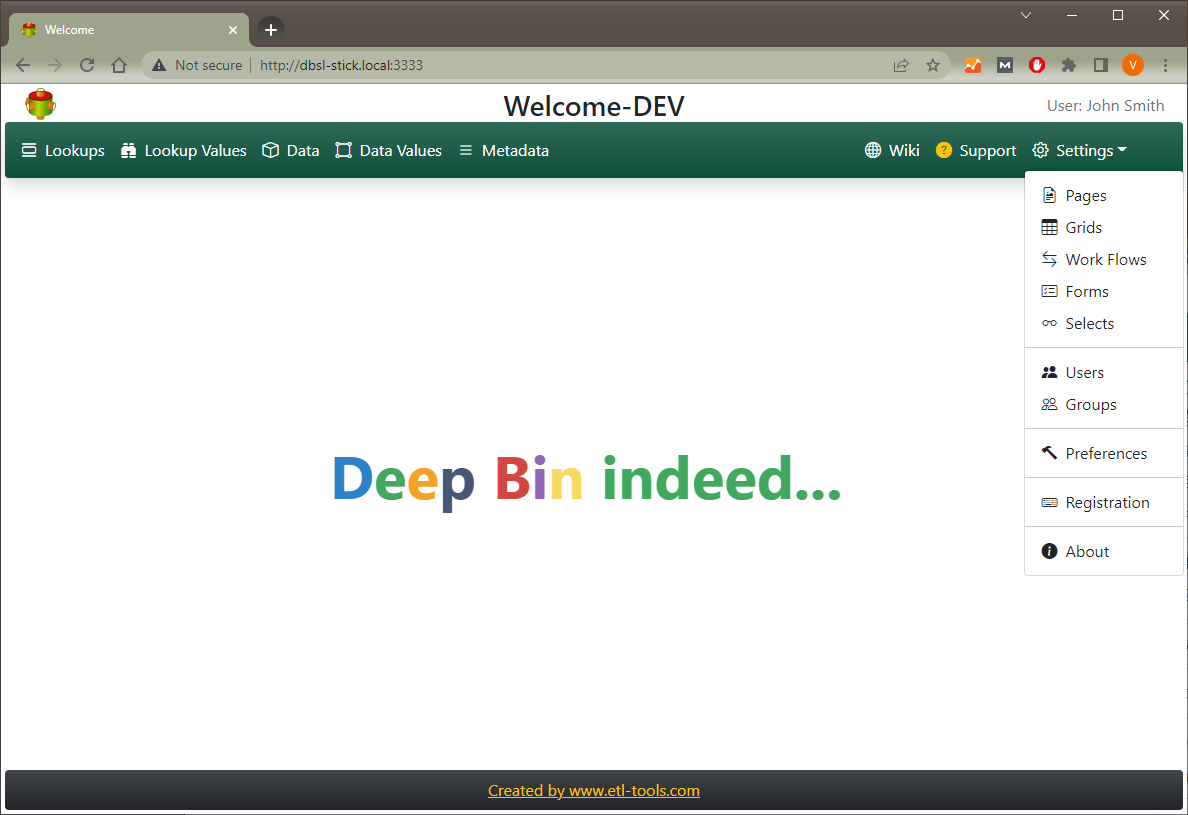 Welcome
Not secure http://dbsl-stick.local:3333
M
V
Welcome-DEV
User: John Smith
Lookups Lookup Values Data Data Values Metadata Wiki ? Support Settings
Pages
Grids
Work Flows
Forms
Selects
Users
Groups
Preferences
Registration
i About
Deep Bin indeed...
Created by www.etl-tools.com